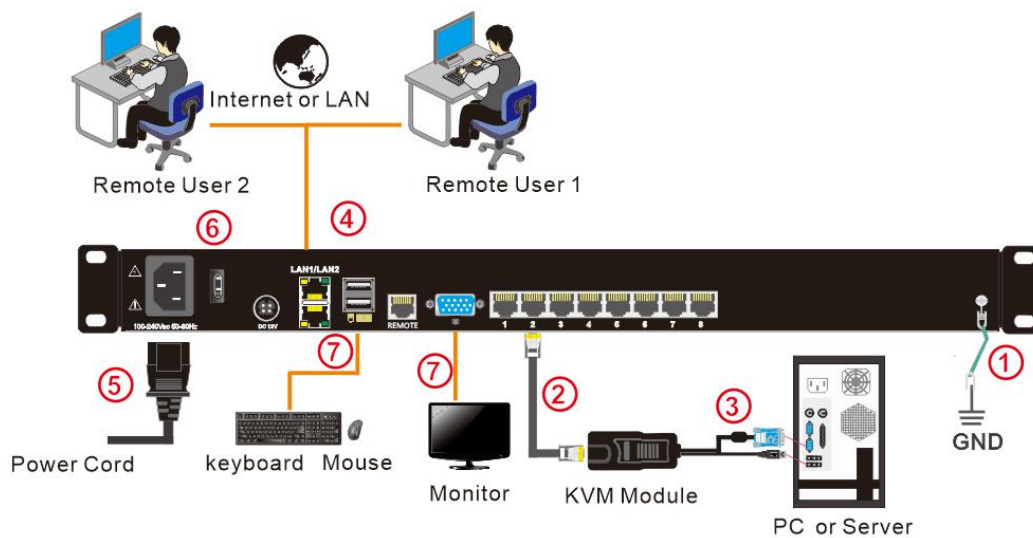 Internet or LAN
Remote User 2
Remote User 1
⑥
④
LAN1/LAN2
100-240Vac 50-60Hz
DC 12V
REMOTE
1 2 3 4 5 6 7 8
⑤
⑦
⑦
②
③
①
GND
Power Cord
keyboard Mouse
Monitor
KVM Module
PC or Server